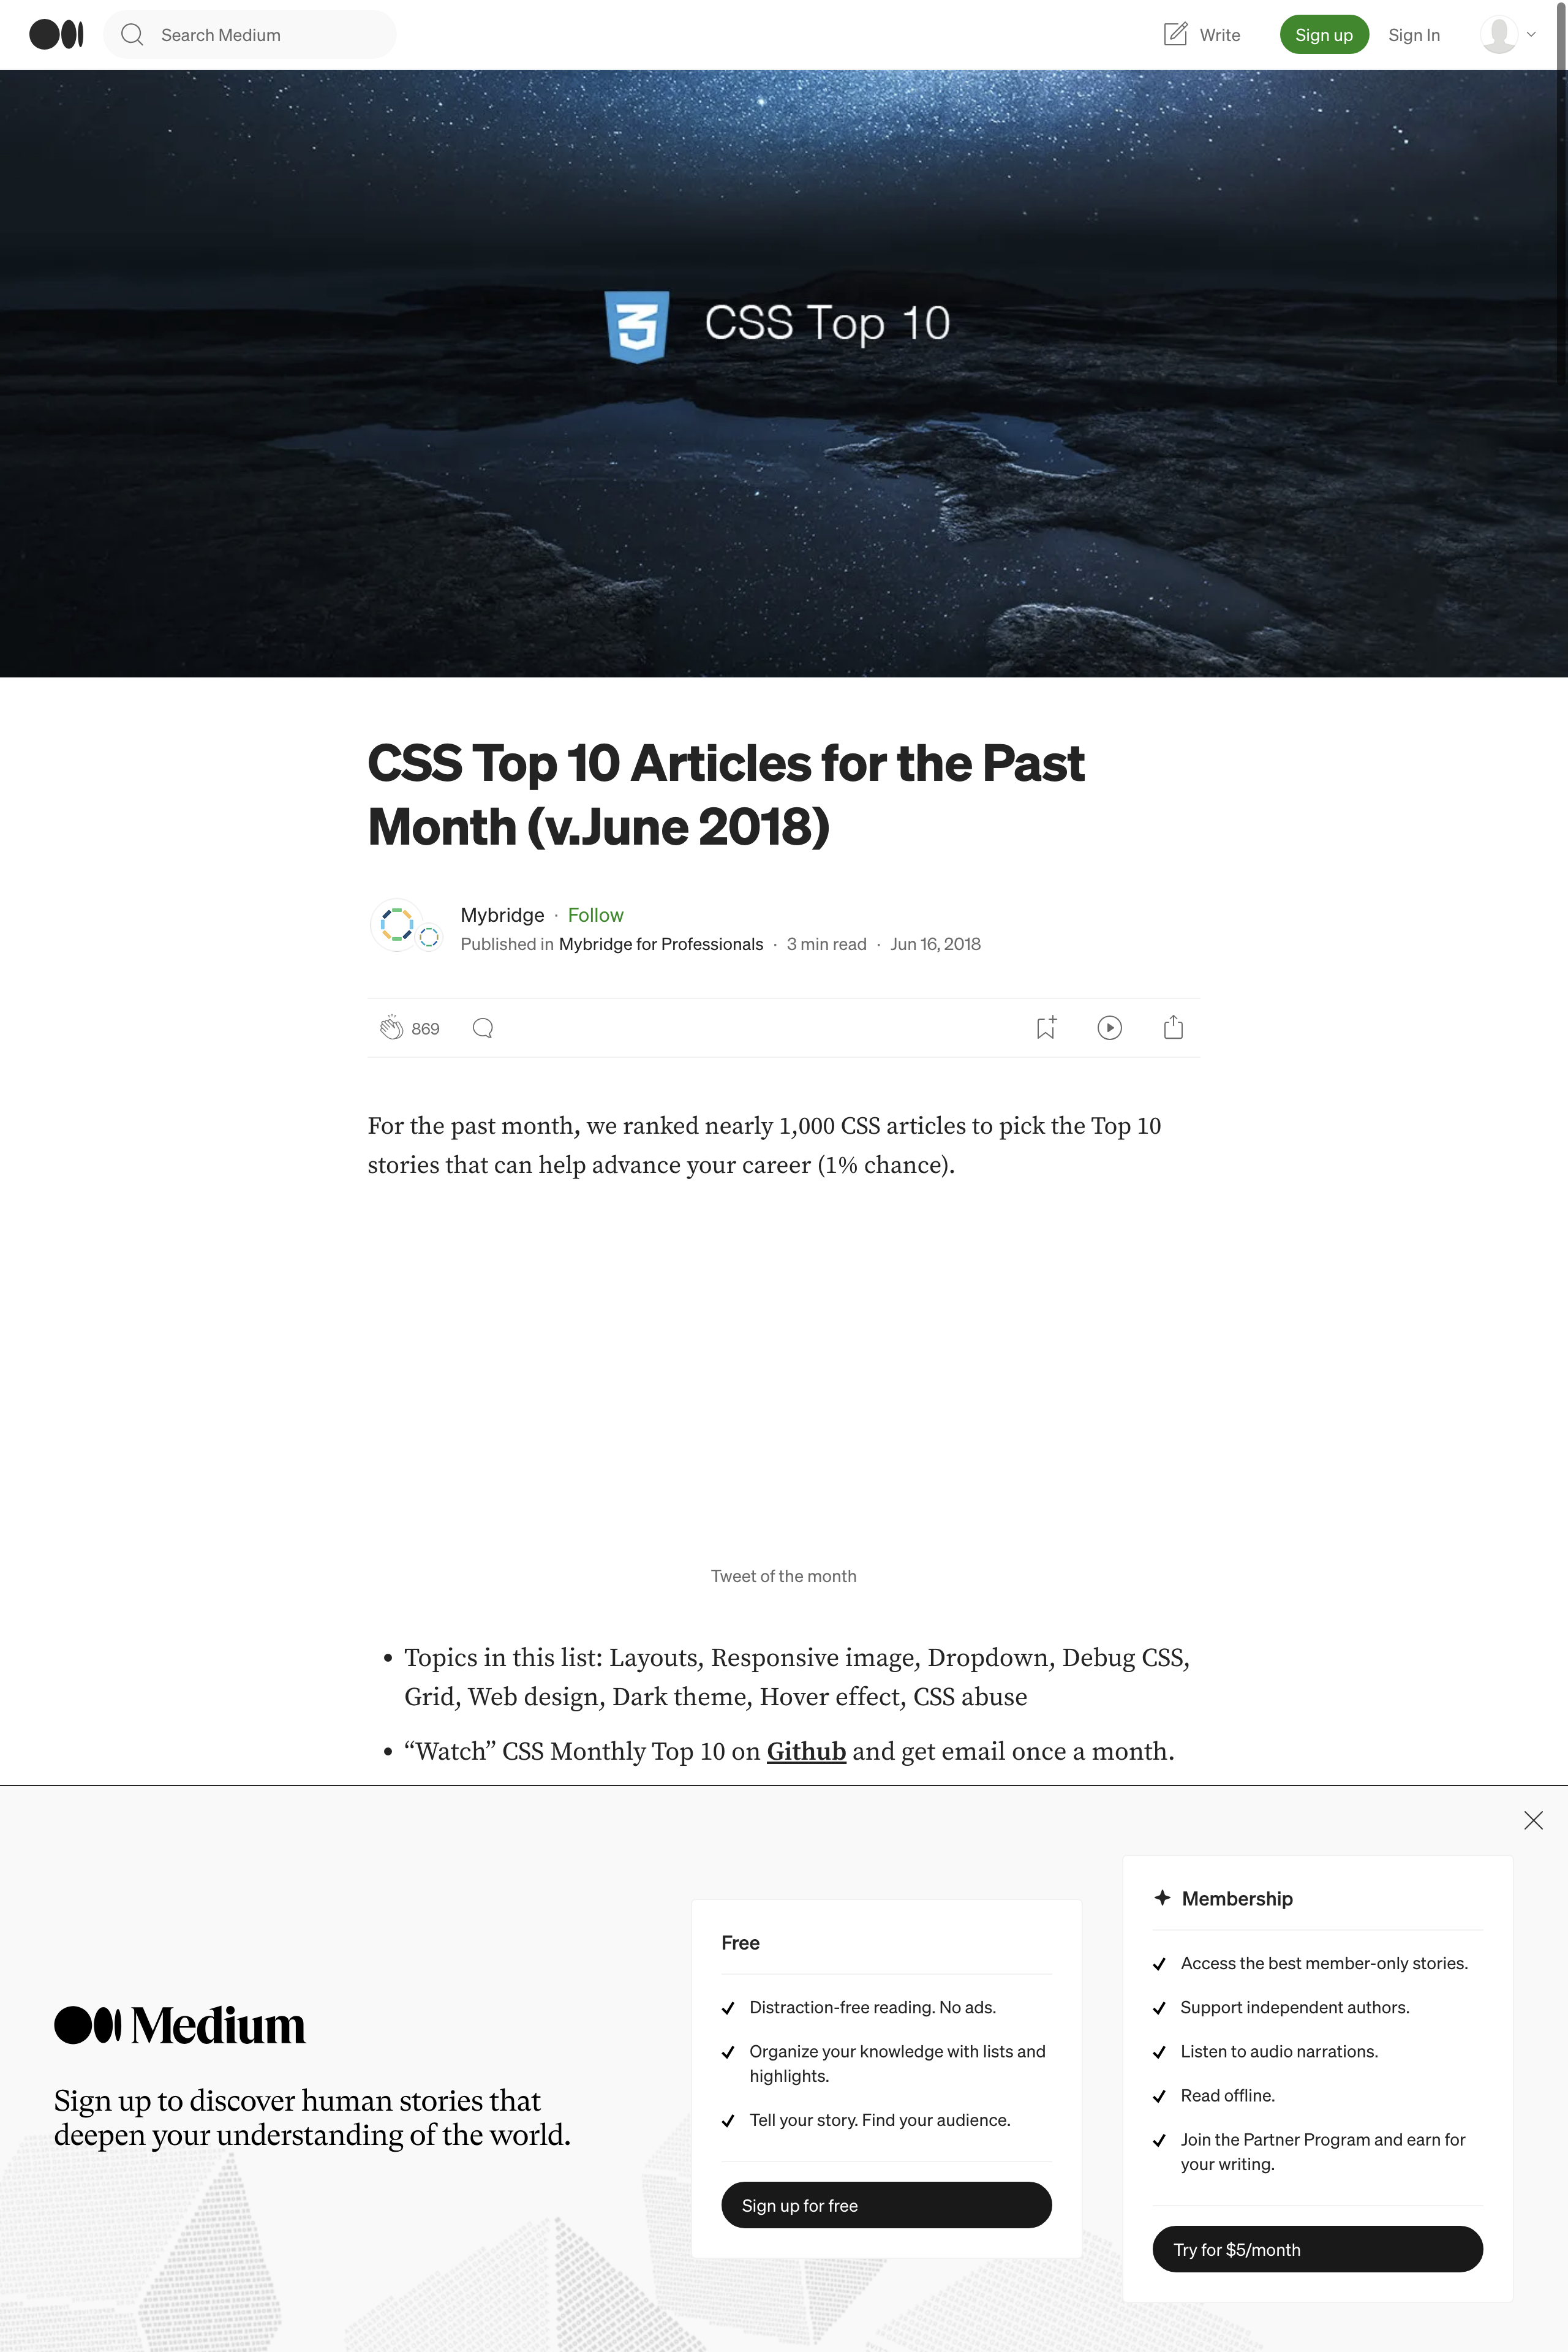 Search Medium
Write
Sign up
Sign In
CSS Top 10
CSS Top 10 Articles for the Past
Month (v.June 2018)
Mybridge · Follow
Published in Mybridge for Professionals · 3 min read · Jun 16, 2018
869
For the past month, we ranked nearly 1,000 CSS articles to pick the Top 10
stories that can help advance your career (1% chance).
Tweet of the month
• Topics in this list: Layouts, Responsive image, Dropdown, Debug CSS,
Grid, Web design, Dark theme, Hover effect, CSS abuse
• “Watch” CSS Monthly Top 10 on Github and get email once a month.
Medium
Sign up to discover human stories that
deepen your understanding of the world.
Free
Distraction-free reading. No ads.
Organize your knowledge with lists and
highlights.
Tell your story. Find your audience.
Sign up for free
Membership
Access the best member-only stories.
Support independent authors.
Listen to audio narrations.
Read offline.
Join the Partner Program and earn for
your writing.
Try for $5/month